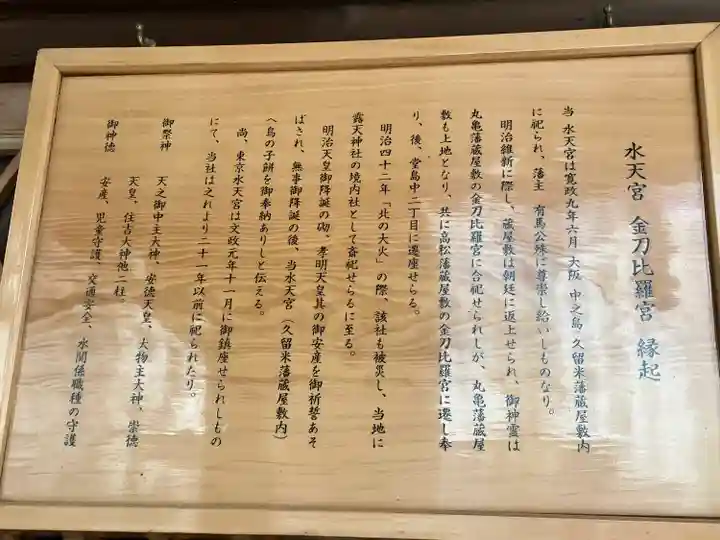 水天宮 金刀比羅宮 縁起
当 水天宮は寛政九年六月 大阪 中之島 久留米藩蔵屋敷内
に祀られ、藩主 有馬公殊に尊崇し給いしものなり。
明治維新に際し、蔵屋敷は朝廷に返上せられ、御神霊は
丸亀藩蔵屋敷の金刀比羅宮に合祀せられしが、丸亀藩蔵屋
敷も上地となり、共に高松藩蔵屋敷の金刀比羅宮に遷し奉
り、後、堂島中二丁目に遷座せらる。
明治四十二年「北の大火」の際、該社も被災し、当地に
露天神社の境内社として斎祀せらるに至る。
明治天皇御降誕の砌、孝明天皇其の御安産を御祈誓あそ
ばされ、無事御降誕の後、当水天宮(久留米藩蔵屋敷内)
へ鳥の子餅を御奉納ありしと伝える。
尚、東京水天宮は文政元年十一月に御鎮座せられしもの
にて、当社は之れより二十一年以前に祀られたり。
御祭神 天之御中主大神、安徳天皇、大物主大神、崇徳
天皇、住吉大神他二柱。
御神徳 安産、児童守護、交通安全、水関係職種の守護